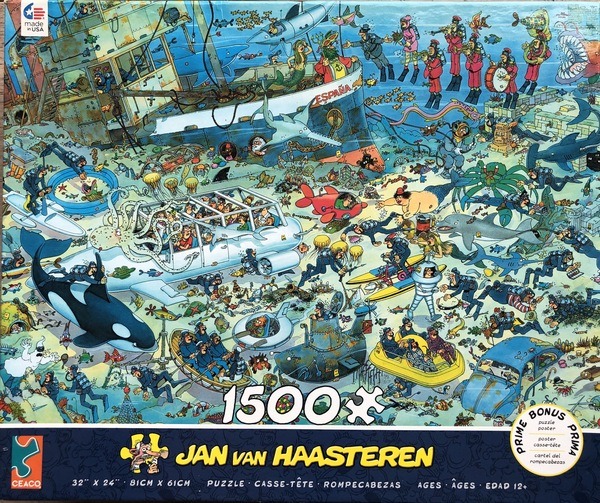 made
in USA
ESPAÑA
1500
PRIME BONUS PRIMA
puzzle
poster
poster
casse-tête
cartel del
rompecabezas
CEACO
JAN VAN HAASTEREN
32" X 24" · 81CM X 61CM PUZZLE · CASSE-TÊTE · ROMPECABEZAS AGES · ÂGES · EDAD 12+